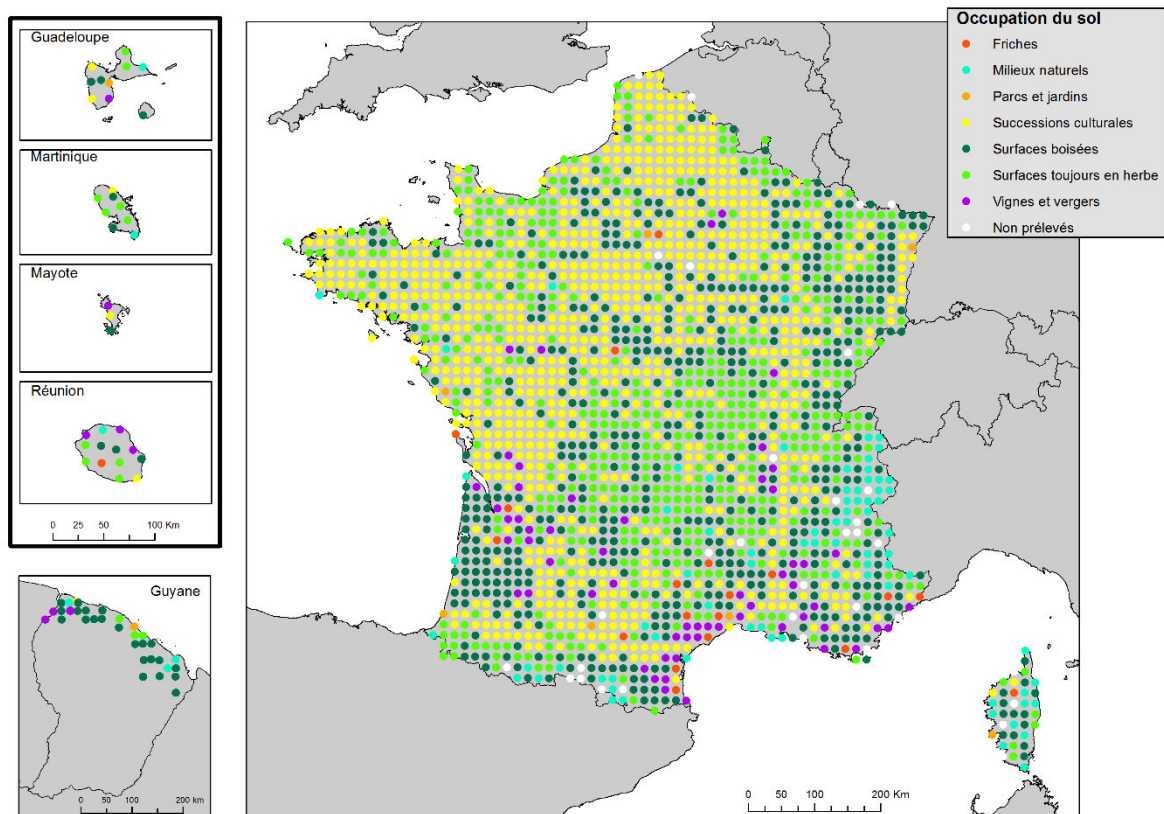 Guadeloupe
Martinique
Mayote
Réunion
0 25 50 100 Km
Guyane
0 50 100 200 km
Occupation du sol
Friches
Milieux naturels
Parcs et jardins
Successions culturales
Surfaces boisées
Surfaces toujours en herbe
Vignes et vergers
Non prélevés
0 50 100 200 Km